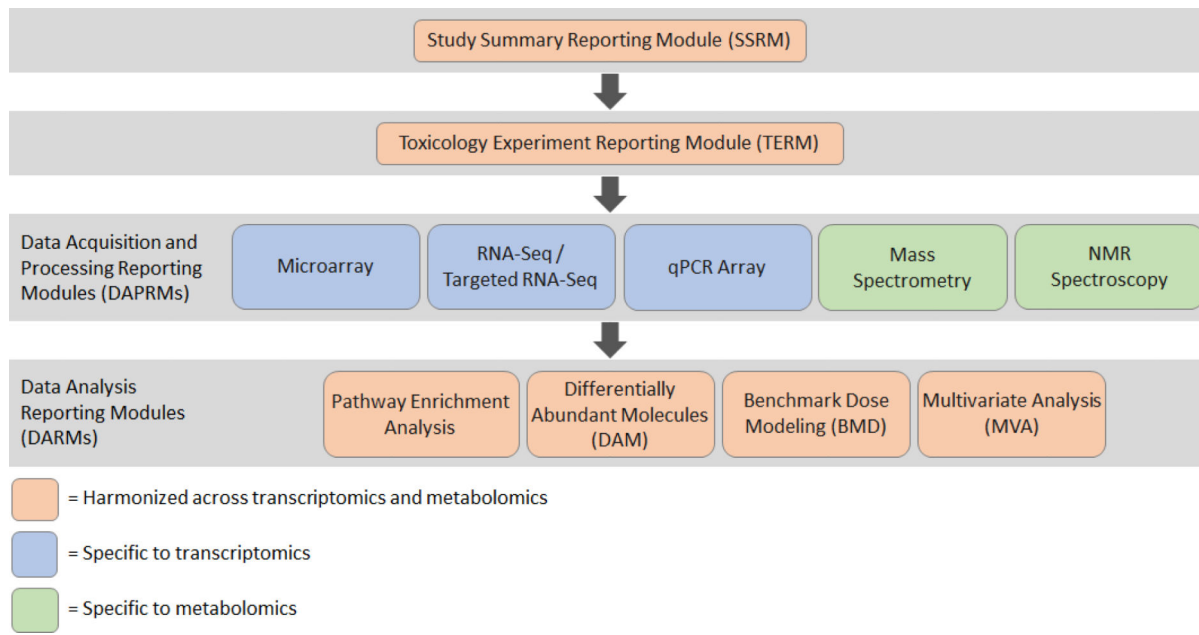 Study Summary Reporting Module (SSRM)
Toxicology Experiment Reporting Module (TERM)
Data Acquisition and
Processing Reporting
Modules (DAPRMs)
Microarray
RNA-Seq /
Targeted RNA-Seq
qPCR Array
Mass
Spectrometry
NMR
Spectroscopy
Data Analysis
Reporting Modules
(DARMs)
Pathway Enrichment
Analysis
Differentially
Abundant Molecules
(DAM)
Benchmark Dose
Modeling (BMD)
Multivariate Analysis
(MVA)
= Harmonized across transcriptomics and metabolomics
= Specific to transcriptomics
= Specific to metabolomics